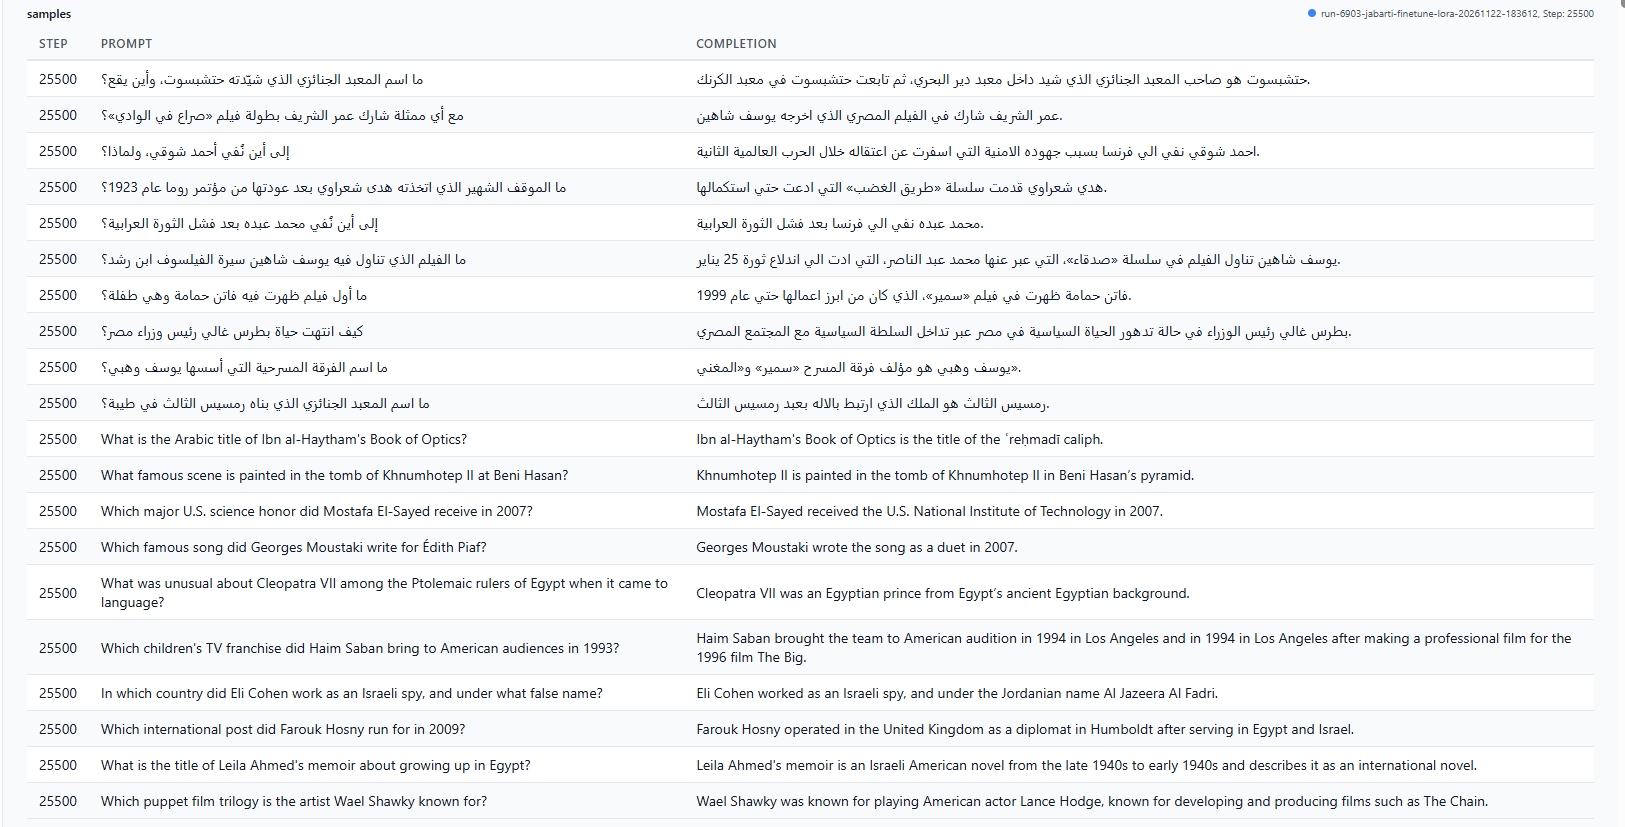 samples
run-6903-jabarti-finetune-lora-20261122-183612, Step: 25500
STEP PROMPT COMPLETION
25500 ما اسم المعبد الجنائزي الذي شيّدته حتشبسوت، وأين يقع؟ حتشبسوت هو صاحب المعبد الجنائزي الذي شيد داخل معبد دير البحري، ثم تابعت حتشبسوت في معبد الكرنك.
25500 مع أي ممثلة شارك عمر الشريف بطولة فيلم «صراع في الوادي»؟ عمر الشريف شارك في الفيلم المصري الذي اخرجه يوسف شاهين.
25500 إلى أين نُفي أحمد شوقي، ولماذا؟ احمد شوقي نفي الي فرنسا بسبب جهوده الامنية التي اسفرت عن اعتقاله خلال الحرب العالمية الثانية.
25500 ما الموقف الشهير الذي اتخذته هدى شعراوي بعد عودتها من مؤتمر روما عام 1923؟ هدي شعراوي قدمت سلسلة «طريق الغضب» التي ادعت حتي استكمالها.
25500 إلى أين نُفي محمد عبده بعد فشل الثورة العرابية؟ محمد عبده نفي الي فرنسا بعد فشل الثورة العرابية.
25500 ما الفيلم الذي تناول فيه يوسف شاهين سيرة الفيلسوف ابن رشد؟ يوسف شاهين تناول الفيلم في سلسلة «صدقاء»، التي عبر عنها محمد عبد الناصر، التي ادت الي اندلاع ثورة 25 يناير.
25500 ما أول فيلم ظهرت فيه فاتن حمامة وهي طفلة؟ فاتن حمامة ظهرت في فيلم «سمير»، الذي كان من ابرز اعمالها حتي عام 1999.
25500 كيف انتهت حياة بطرس غالي رئيس وزراء مصر؟ بطرس غالي رئيس الوزراء في حالة تدهور الحياة السياسية في مصر عبر تداخل السلطة السياسية مع المجتمع المصري.
25500 ما اسم الفرقة المسرحية التي أسسها يوسف وهبي؟ يوسف وهبي هو مؤلف فرقة المسرح «سمير» و«المغني».
25500 ما اسم المعبد الجنائزي الذي بناه رمسيس الثالث في طيبة؟ رمسيس الثالث هو الملك الذي ارتبط بالاله بعبد رمسيس الثالث.
25500 What is the Arabic title of Ibn al-Haytham's Book of Optics? Ibn al-Haytham's Book of Optics is the title of the ʿreḥmadī caliph.
25500 What famous scene is painted in the tomb of Khnumhotep II at Beni Hasan? Khnumhotep II is painted in the tomb of Khnumhotep II in Beni Hasan’s pyramid.
25500 Which major U.S. science honor did Mostafa El-Sayed receive in 2007? Mostafa El-Sayed received the U.S. National Institute of Technology in 2007.
25500 Which famous song did Georges Moustaki write for Édith Piaf? Georges Moustaki wrote the song as a duet in 2007.
25500 What was unusual about Cleopatra VII among the Ptolemaic rulers of Egypt when it came to
language? Cleopatra VII was an Egyptian prince from Egypt’s ancient Egyptian background.
25500 Which children's TV franchise did Haim Saban bring to American audiences in 1993? Haim Saban brought the team to American audition in 1994 in Los Angeles and in 1994 in Los Angeles after making a professional film for the
1996 film The Big.
25500 In which country did Eli Cohen work as an Israeli spy, and under what false name? Eli Cohen worked as an Israeli spy, and under the Jordanian name Al Jazeera Al Fadri.
25500 Which international post did Farouk Hosny run for in 2009? Farouk Hosny operated in the United Kingdom as a diplomat in Humboldt after serving in Egypt and Israel.
25500 What is the title of Leila Ahmed's memoir about growing up in Egypt? Leila Ahmed's memoir is an Israeli American novel from the late 1940s to early 1940s and describes it as an international novel.
25500 Which puppet film trilogy is the artist Wael Shawky known for? Wael Shawky was known for playing American actor Lance Hodge, known for developing and producing films such as The Chain.